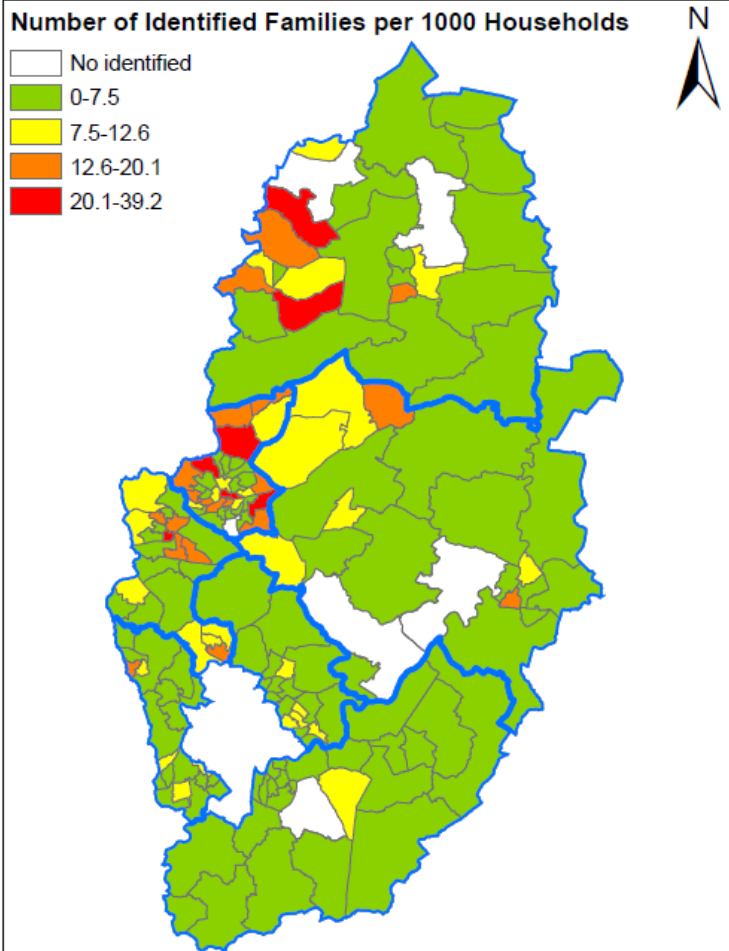 Number of Identified Families per 1000 Households
N
No identified
0-7.5
7.5-12.6
12.6-20.1
20.1-39.2